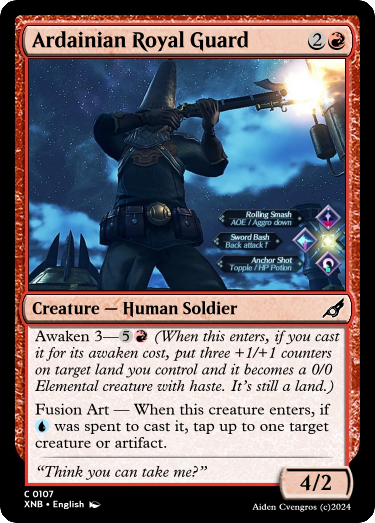 Ardainian Royal Guard 2
Rolling Smash
AOE / Aggro down
Sword Bash
Back attack↑
Anchor Shot
Topple / HP Potion
Creature — Human Soldier
Awaken 3—5 (When this enters, if you cast
it for its awaken cost, put three +1/+1 counters
on target land you control and it becomes a 0/0
Elemental creature with haste. It's still a land.)
Fusion Art — When this creature enters, if
was spent to cast it, tap up to one target
creature or artifact.
"Think you can take me?"
4/2
C 0107
XNB • English
Aiden Cvengros (c)2024